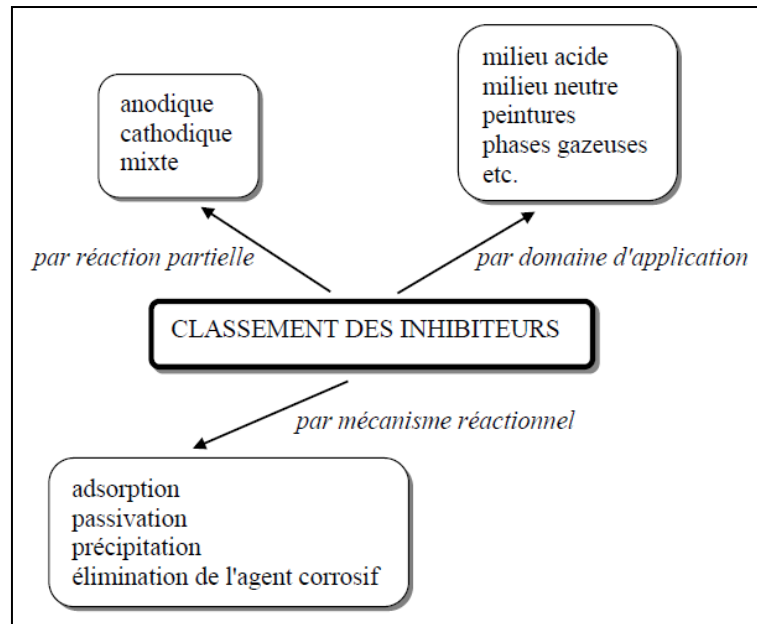 milieu acide
milieu neutre
peintures
phases gazeuses
etc.
anodique
cathodique
mixte
par réaction partielle
par domaine d'application
CLASSEMENT DES INHIBITEURS
par mécanisme réactionnel
adsorption
passivation
précipitation
élimination de l'agent corrosif